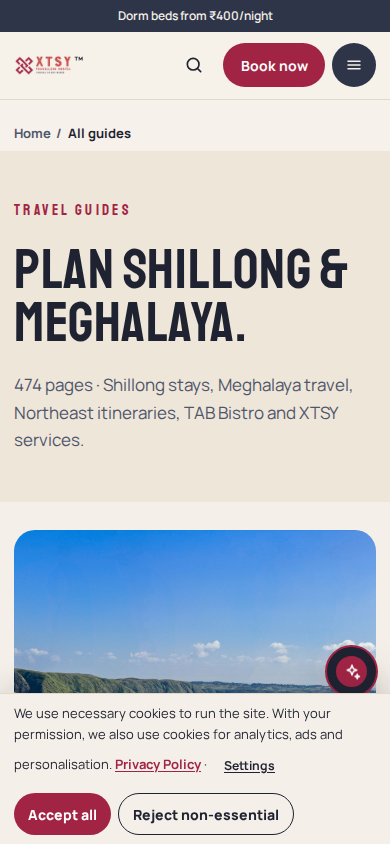 Dorm beds from ₹400/night
XTSY ™
Book now
Home / All guides
TRAVEL GUIDES
PLAN SHILLONG &
MEGHALAYA.
474 pages · Shillong stays, Meghalaya travel,
Northeast itineraries, TAB Bistro and XTSY
services.
We use necessary cookies to run the site. With your
permission, we also use cookies for analytics, ads and
personalisation. Privacy Policy · Settings
Accept all Reject non-essential